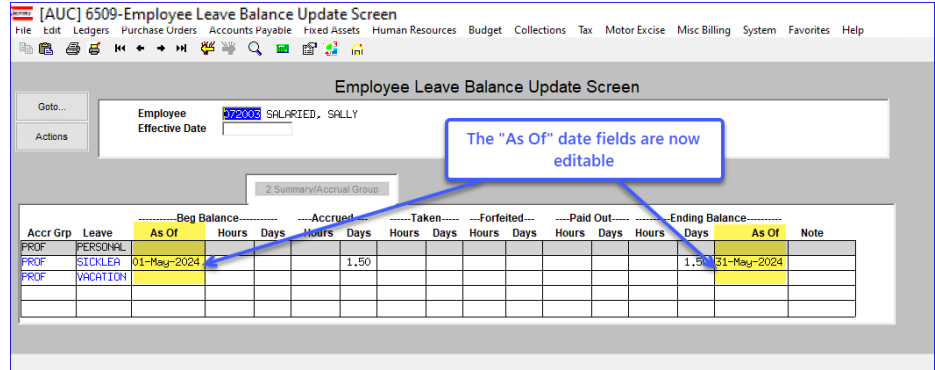 [AUC] 6509-Employee Leave Balance Update Screen
File Edit Ledgers Purchase Orders Accounts Payable Fixed Assets Human Resources Budget Collections Tax Motor Excise Misc Billing System Favorites Help
Employee Leave Balance Update Screen
Goto...
Employee 072003 SALARIED, SALLY
Effective Date
Actions
The "As Of" date fields are now
editable
2 Summary/Accrual Group
-----------Beg Balance----------- ----Accrued---- ------Taken----- ---Forfeited--- ----Paid Out----- ---------Ending Balance----------
Accr Grp Leave As Of Hours Days Hours Days Hours Days Hours Days Hours Days Hours Days As Of Note
PROF PERSONAL
PROF SICKLEA 01-May-2024 1.50 1.50 31-May-2024
PROF VACATION